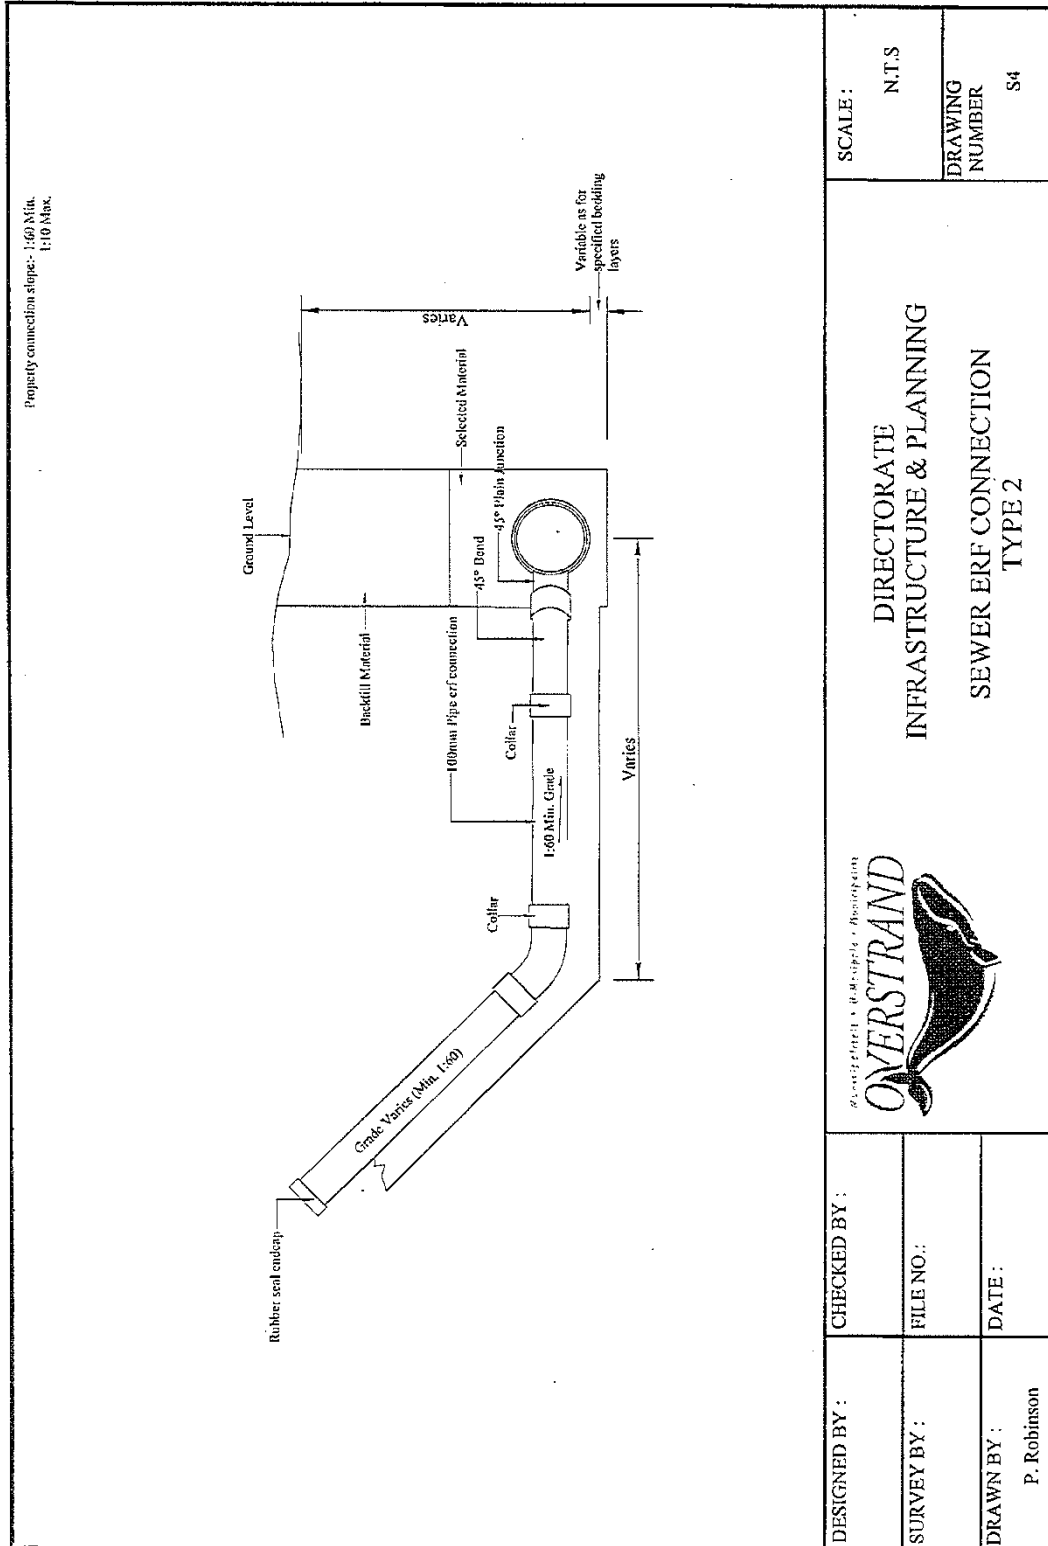 Property connection slope:- 1:60 Min.
1:10 Max.
Ground Level
Backfill Material
Selected Material
Varies
Variable as for
specified bedding
layers
45° Plain Junction
45° Bend
100mm Pipe erf connection
Collar
Collar
1:60 Min. Grade
Varies
Grade Varies (Min. 1:60)
Rubber seal endcap
DESIGNED BY :
CHECKED BY :
SURVEY BY :
FILE NO.:
DRAWN BY :
P. Robinson
DATE :
OVERSTRAND
DIRECTORATE
INFRASTRUCTURE & PLANNING
SEWER ERF CONNECTION
TYPE 2
SCALE :
N.T.S
DRAWING
NUMBER
S4